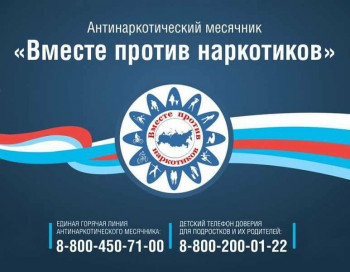 Антинаркотический месячник
«Вместе против наркотиков»
Вместе против
наркотиков
ЕДИНАЯ ГОРЯЧАЯ ЛИНИЯ
АНТИНАРКОТИЧЕСКОГО МЕСЯЧНИКА:
8-800-450-71-00
ДЕТСКИЙ ТЕЛЕФОН ДОВЕРИЯ
ДЛЯ ПОДРОСТКОВ И ИХ РОДИТЕЛЕЙ:
8-800-200-01-22